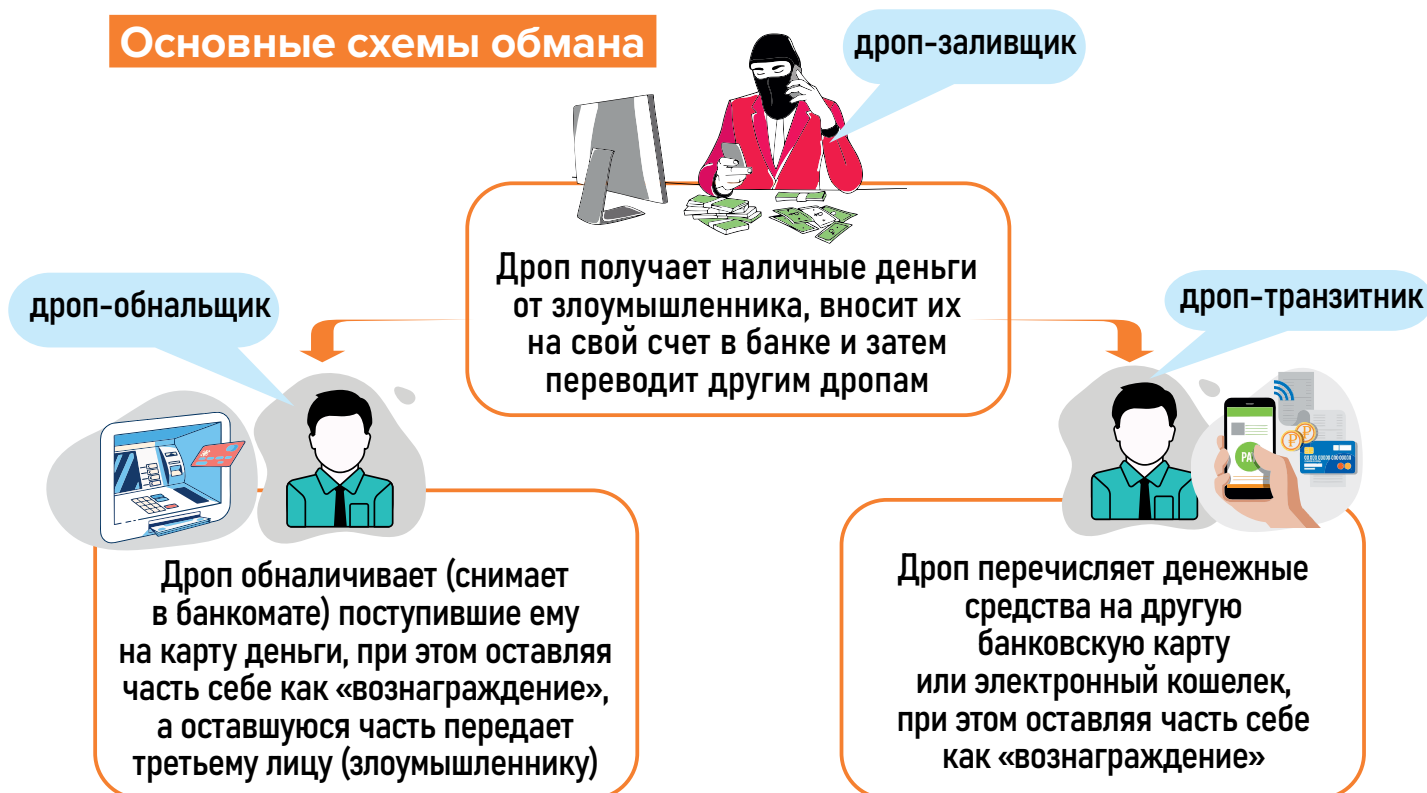 Основные схемы обмана
дроп-заливщик
Дроп получает наличные деньги
от злоумышленника, вносит их
на свой счет в банке и затем
переводит другим дропам
дроп-обнальщик
Дроп обналичивает (снимает
в банкомате) поступившие ему
на карту деньги, при этом оставляя
часть себе как «вознаграждение»,
а оставшуюся часть передает
третьему лицу (злоумышленнику)
дроп-транзитник
PA
Дроп перечисляет денежные
средства на другую
банковскую карту
или электронный кошелек,
при этом оставляя часть себе
как «вознаграждение»